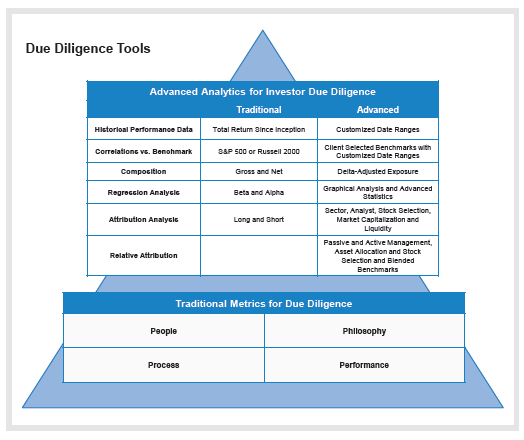 Due Diligence Tools
Advanced Analytics for Investor Due Diligence
Traditional Advanced
Historical Performance Data Total Return Since Inception Customized Date Ranges
Correlations vs. Benchmark S&P 500 or Russell 2000 Client Selected Benchmarks with
Customized Date Ranges
Composition Gross and Net Delta-Adjusted Exposure
Regression Analysis Beta and Alpha Graphical Analysis and Advanced
Statistics
Attribution Analysis Long and Short Sector, Analyst, Stock Selection,
Market Capitalization and
Liquidity
Relative Attribution Passive and Active Management,
Asset Allocation and Stock
Selection and Blended
Benchmarks
Traditional Metrics for Due Diligence
People Philosophy
Process Performance